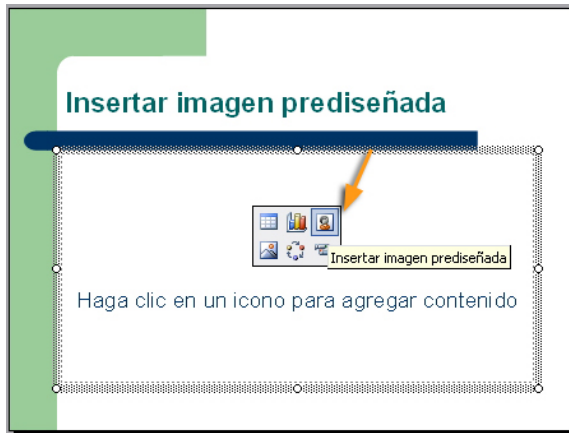 Insertar imagen prediseñada
Insertar imagen prediseñada
Haga clic en un icono para agregar contenido